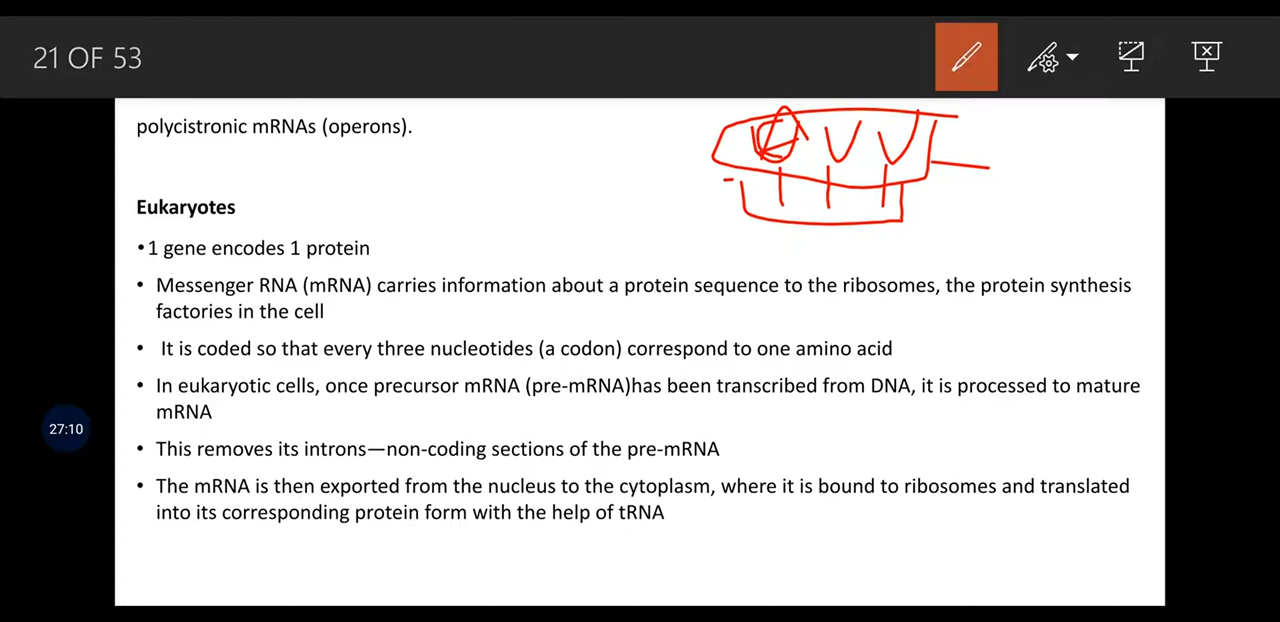 21 OF 53
polycistronic mRNAs (operons).
Eukaryotes
•1 gene encodes 1 protein
• Messenger RNA (mRNA) carries information about a protein sequence to the ribosomes, the protein synthesis
factories in the cell
• It is coded so that every three nucleotides (a codon) correspond to one amino acid
• In eukaryotic cells, once precursor mRNA (pre-mRNA)has been transcribed from DNA, it is processed to mature
mRNA
27:10
• This removes its introns—non-coding sections of the pre-mRNA
• The mRNA is then exported from the nucleus to the cytoplasm, where it is bound to ribosomes and translated
into its corresponding protein form with the help of tRNA